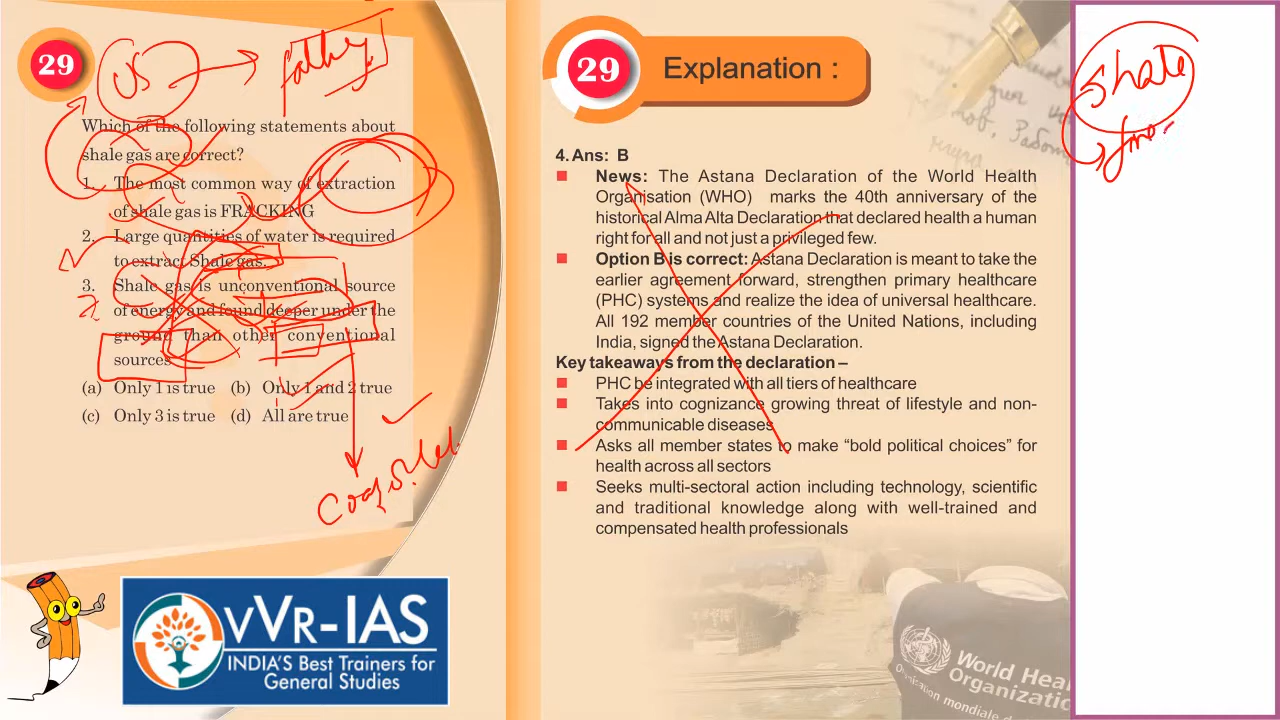 29
US
Which of the following statements about
shale gas are correct?
1. The most common way of extraction
of shale gas is FRACKING
2. Large quantities of water is required
to extract Shale gas.
3. Shale gas is unconventional source
of energy and found deeper under the
ground than other conventional
sources
(a) Only 1 is true (b) Only 1 and 2 true
(c) Only 3 is true (d) All are true
vVR-IAS
INDIA'S Best Trainers for
General Studies
29 Explanation :
4. Ans: B
News: The Astana Declaration of the World Health
Organisation (WHO) marks the 40th anniversary of the
historical Alma Alta Declaration that declared health a human
right for all and not just a privileged few.
Option B is correct: Astana Declaration is meant to take the
earlier agreement forward, strengthen primary healthcare
(PHC) systems and realize the idea of universal healthcare.
All 192 member countries of the United Nations, including
India, signed the Astana Declaration.
Key takeaways from the declaration –
PHC be integrated with all tiers of healthcare
Takes into cognizance growing threat of lifestyle and non-
communicable diseases
Asks all member states to make “bold political choices” for
health across all sectors
Seeks multi-sectoral action including technology, scientific
and traditional knowledge along with well-trained and
compensated health professionals
World Heal
Organization
Organisation mondiale
Shale